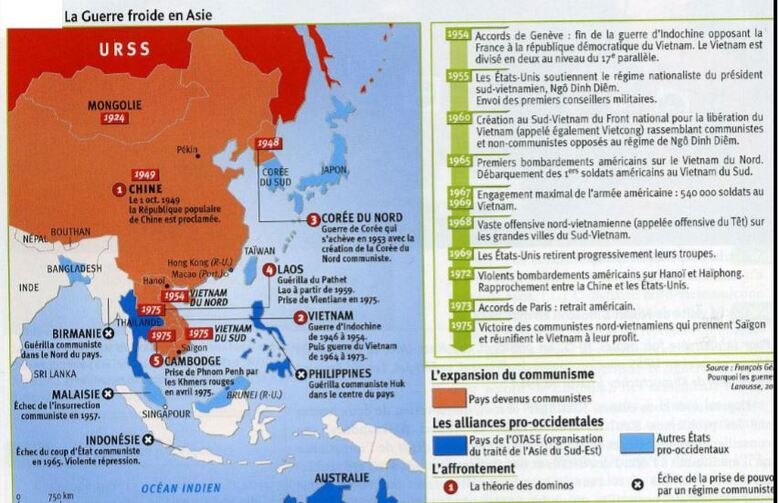 La Guerre froide en Asie
URSS
MONGOLIE
1924
Pékin
1948
CORÉE
DU SUD
JAPON
1949
1 CHINE
Le 1 oct. 1949
la République populaire
de Chine est proclamée.
3 CORÉE DU NORD
Guerre de Corée qui
s'achève en 1953 avec la
création de la Corée du
Nord communiste.
NÉPAL BOUTHAN
TAÏWAN
Hong Kong (R-U.)
Macao (Port.)
BANGLADESH
INDE
Hanoï
4 LAOS
Guérilla du Pathet
Lao à partir de 1959.
Prise de Vientiane en 1975.
1954 VIETNAM
DU NORD
1975
THAÏLANDE
2 VIETNAM
Guerre d'Indochine
de 1946 à 1954.
Puis guerre du Vietnam
de 1964 à 1973.
1975
1975 VIETNAM
DU SUD
Saïgon
BIRMANIE
Guérilla communiste
dans le Nord du pays.
5 CAMBODGE
Prise de Phnom Penh par
les Khmers rouges
en avril 1975.
SRI LANKA
PHILIPPINES
Guérilla communiste Huk
dans le centre du pays
MALAISIE
Échec de l'insurrection
communiste en 1957.
BRUNEI (R-U.)
SINGAPOUR
INDONÉSIE
Échec du coup d'État communiste
en 1965. Violente répression.
OCÉAN INDIEN
AUSTRALIE
0 750 km
1954 Accords de Genève : fin de la guerre d'Indochine opposant la
France à la république démocratique du Vietnam. Le Vietnam est
divisé en deux au niveau du 17e parallèle.
1955 Les États-Unis soutiennent le régime nationaliste du président
sud-vietnamien, Ngô Dinh Diêm.
Envoi des premiers conseillers militaires.
1960 Création au Sud-Vietnam du Front national pour la libération du
Vietnam (appelé également Vietcong) rassemblant communistes
et non-communistes opposés au régime de Ngô Dinh Diêm.
1965 Premiers bombardements américains sur le Vietnam du Nord.
Débarquement des 1ers soldats américains au Vietnam du Sud.
1967 Engagement maximal de l'armée américaine : 540 000 soldats au
1969 Vietnam.
1968 Vaste offensive nord-vietnamienne (appelée offensive du Têt) sur
les grandes villes du Sud-Vietnam.
1969 Les États-Unis retirent progressivement leurs troupes.
1972 Violents bombardements américains sur Hanoï et Haïphong.
Rapprochement entre la Chine et les États-Unis.
1973 Accords de Paris : retrait américain.
1975 Victoire des communistes nord-vietnamiens qui prennent Saïgon
et réunifient le Vietnam à leur profit.
Source : François Gé
Pourquoi les guerre
Larousse, 20
L'expansion du communisme
Pays devenus communistes
Les alliances pro-occidentales
Pays de l'OTASE (organisation
du traité de l'Asie du Sud-Est)
Autres États
pro-occidentaux
L'affrontement
1 La théorie des dominos
Échec de la prise de pouv
par un régime communiste